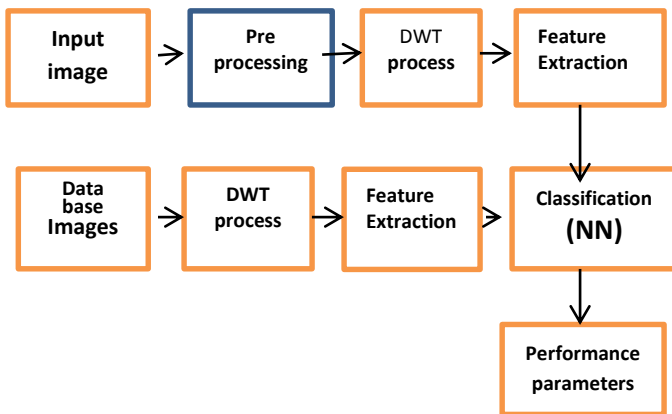 Input
image
Pre
processing
DWT
process
Feature
Extraction
Data
base
Images
DWT
process
Feature
Extraction
Classification
(NN)
Performance
parameters